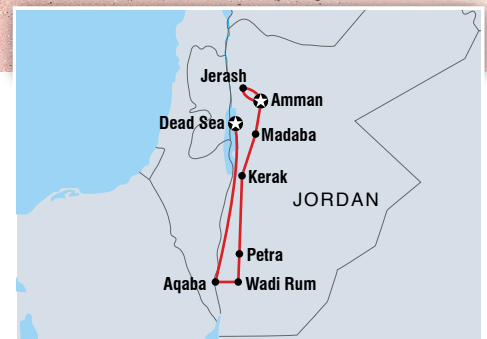 Jerash
Amman
Dead Sea
Madaba
Kerak
JORDAN
Petra
Aqaba
Wadi Rum